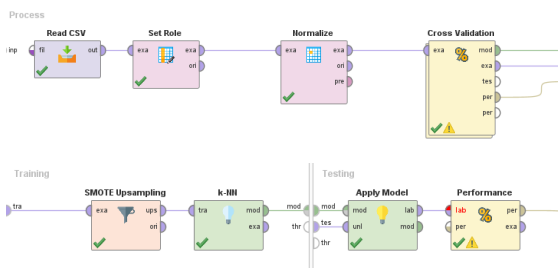 Process
Read CSV
Set Role
Normalize
Cross Validation
inp
fil
out
exa
exa
ori
exa
exa
ori
pre
exa
mod
exa
tes
per
per
Training
Testing
SMOTE Upsampling
k-NN
Apply Model
Performance
tra
exa
ups
ori
tra
mod
exa
mod
thr
mod
tes
thr
mod
unl
lab
mod
lab
per
per
exa